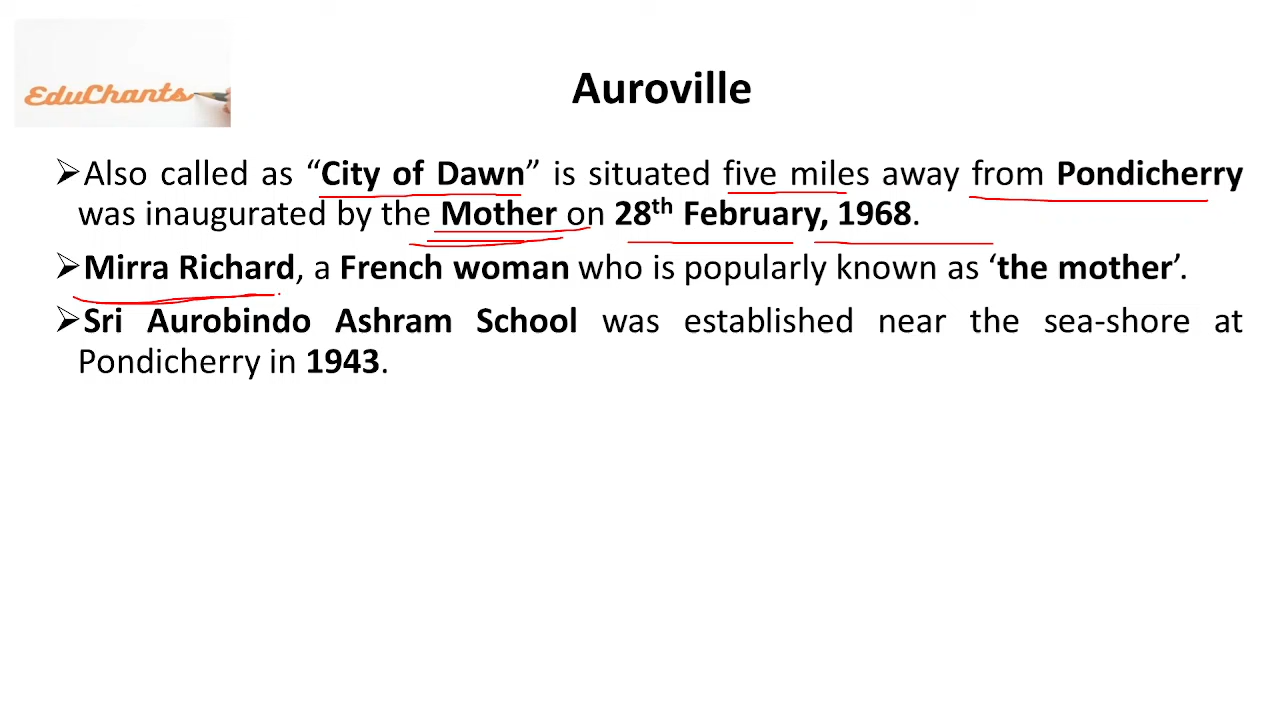 EduChants
Auroville
➢Also called as “City of Dawn” is situated five miles away from Pondicherry
was inaugurated by the Mother on 28th February, 1968.
➢Mirra Richard, a French woman who is popularly known as ‘the mother’.
➢Sri Aurobindo Ashram School was established near the sea-shore at
Pondicherry in 1943.